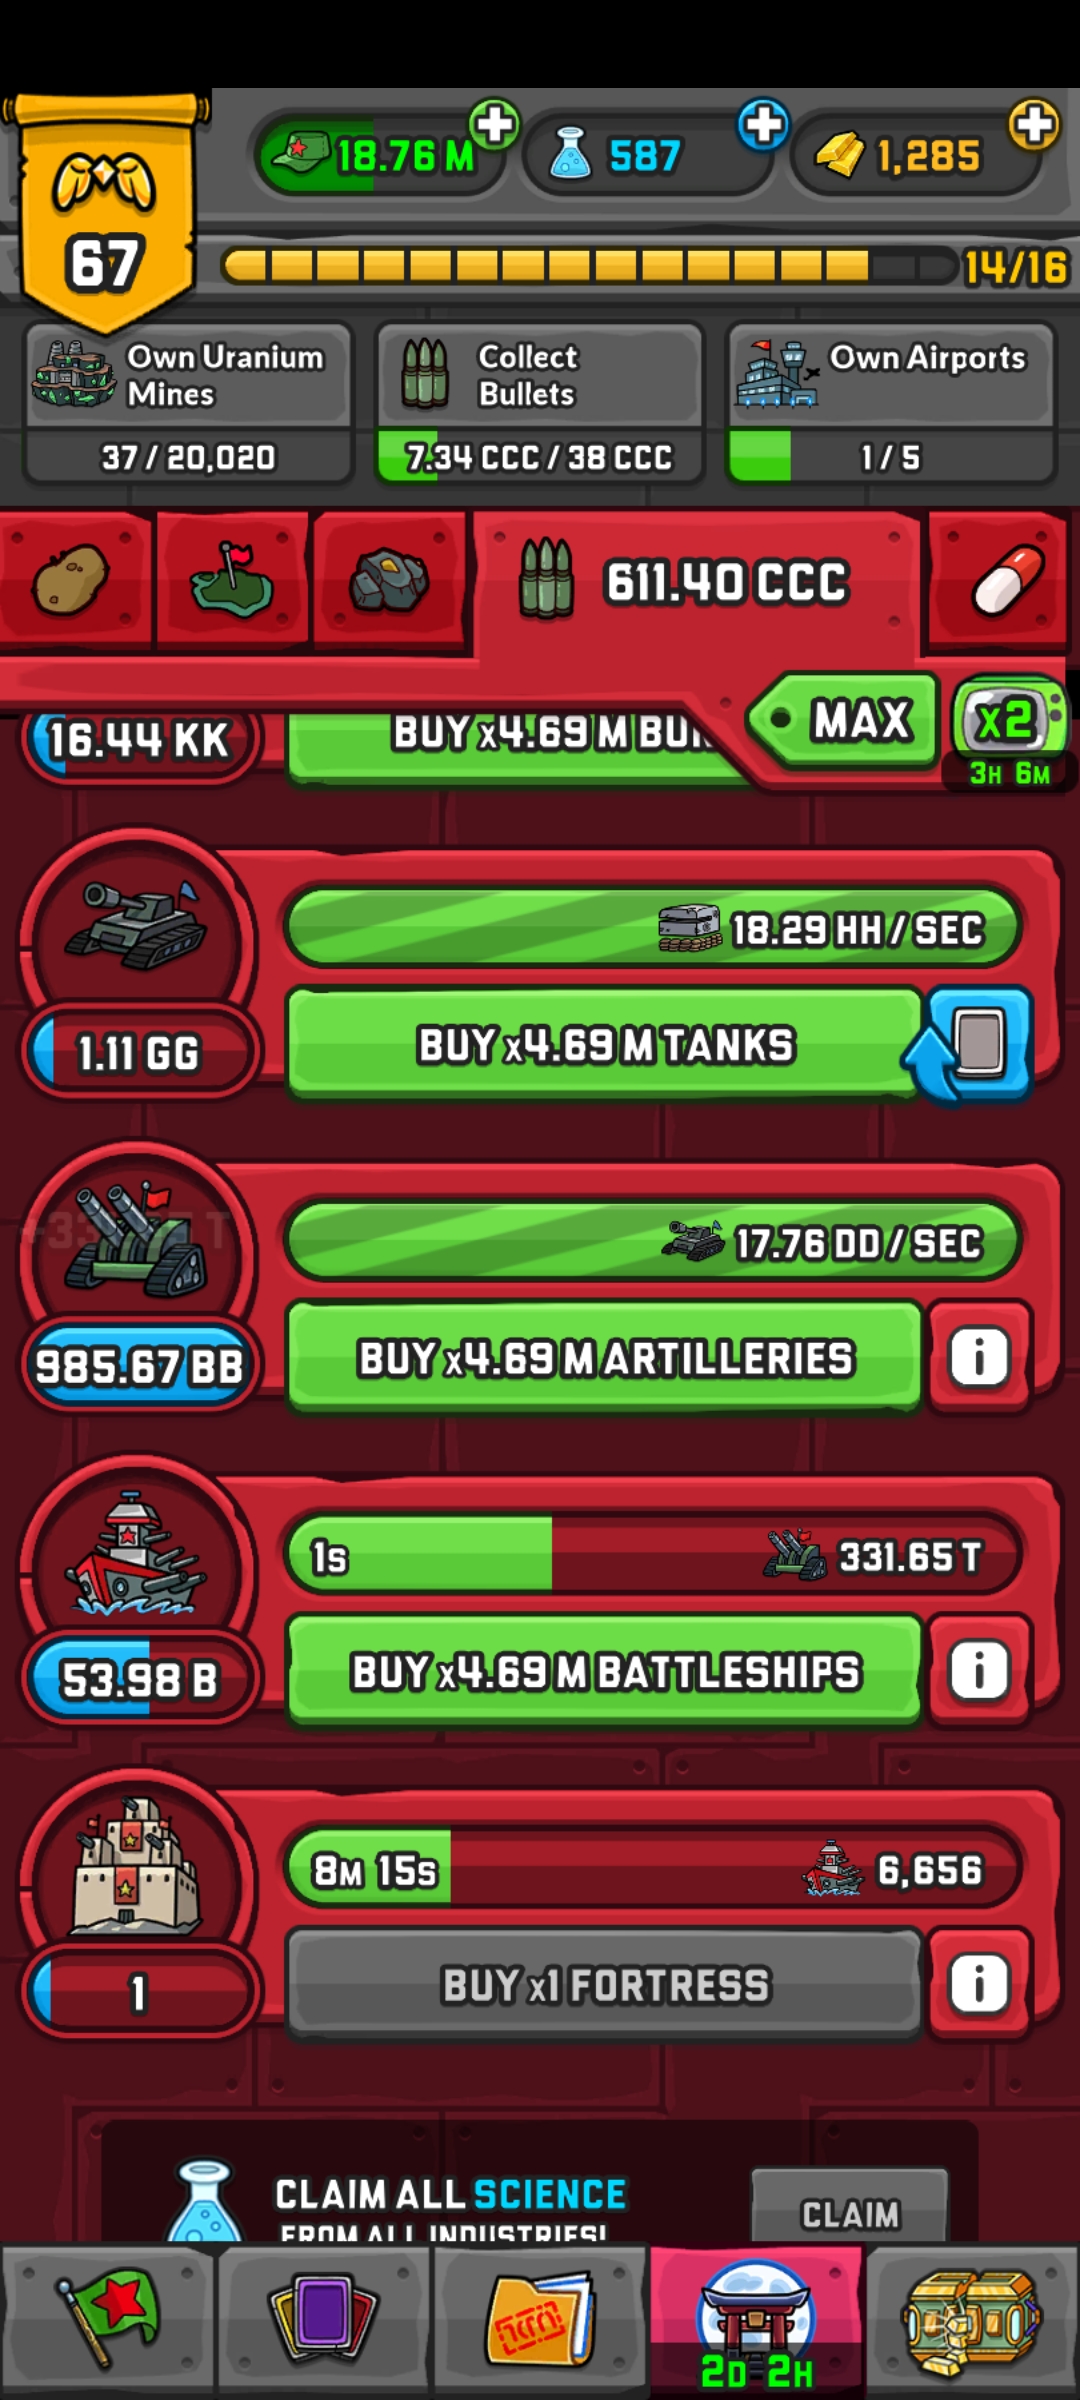 18.76 M
587
1,285
67
14/16
Own Uranium
Mines
37 / 20,020
Collect
Bullets
7.34 CCC / 38 CCC
Own Airports
1 / 5
611.40 CCC
MAX
x2
3H 6M
16.44 KK
BUY x4.69 M
18.29 HH / SEC
1.11 GG
BUY x4.69 M TANKS
17.76 DD / SEC
985.67 BB
BUY x4.69 M ARTILLERIES
i
1s
331.65 T
53.98 B
BUY x4.69 M BATTLESHIPS
i
8M 15s
6,656
1
BUY x1 FORTRESS
i
CLAIM ALL SCIENCE
FROM ALL INDUSTRIES!
CLAIM
2D 2H